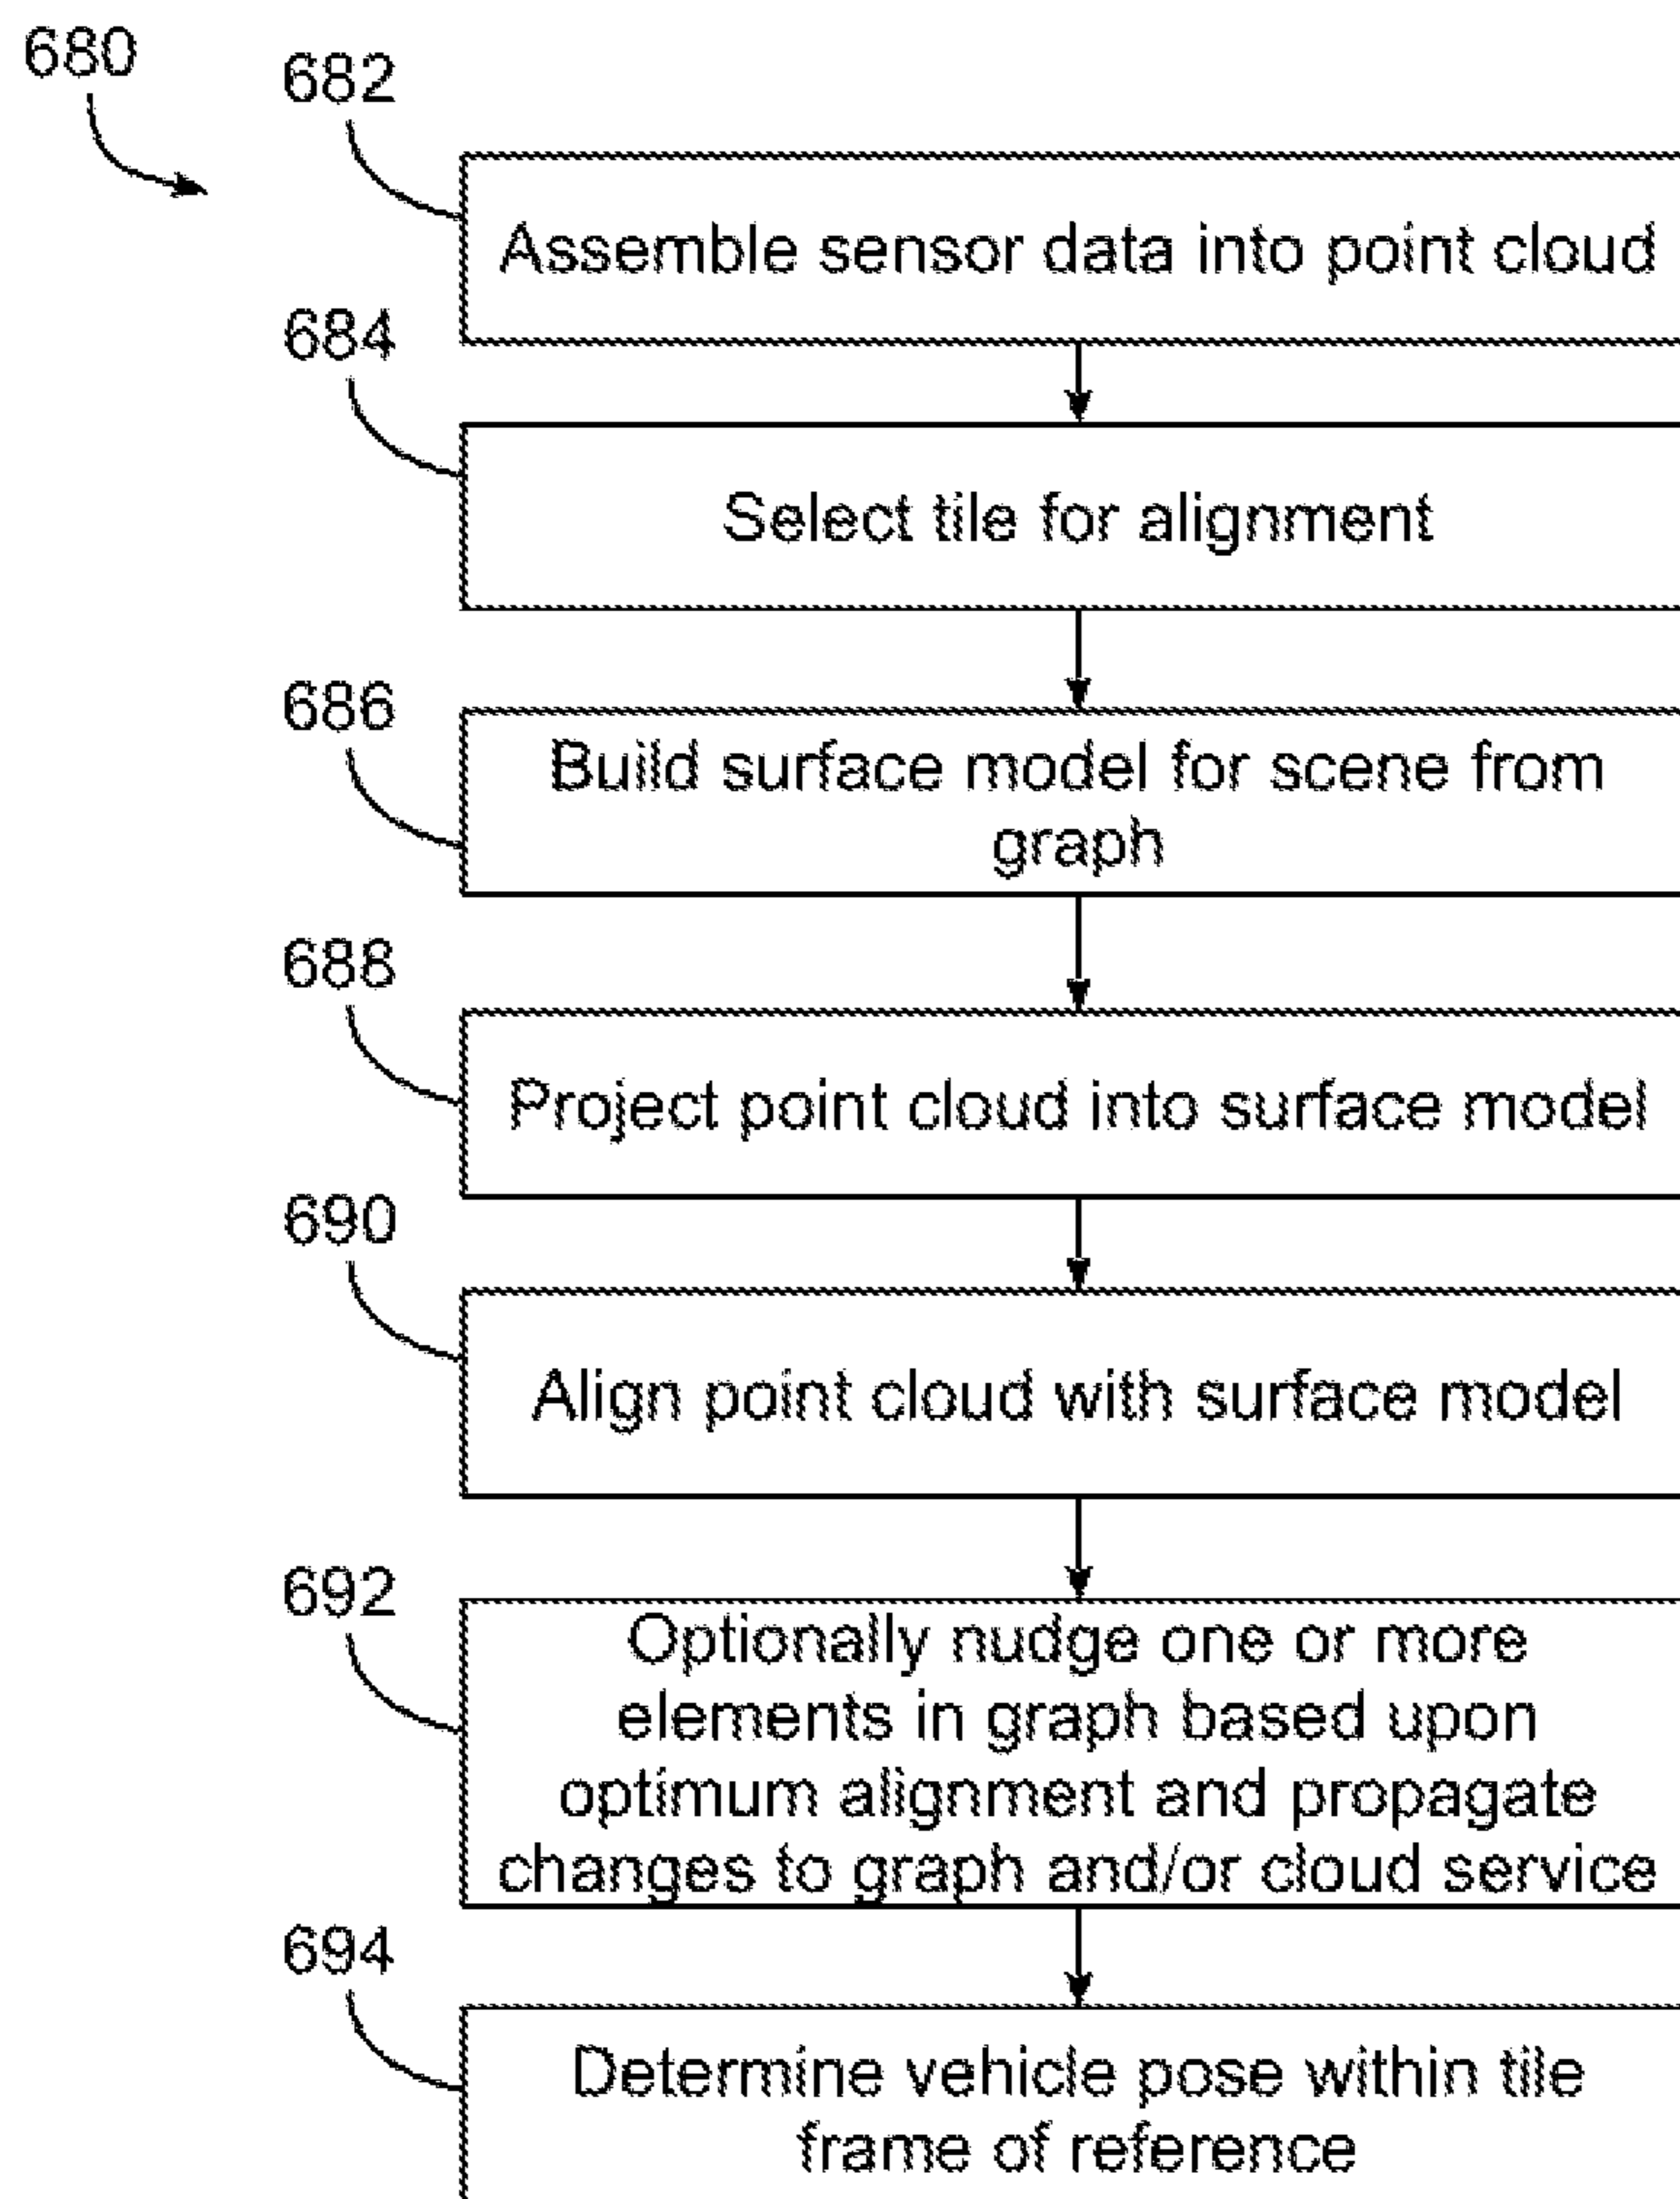 680
682
Assemble sensor data into point cloud
684
Select tile for alignment
686
Build surface model for scene from
graph
688
Project point cloud into surface model
690
Align point cloud with surface model
692
Optionally nudge one or more
elements in graph based upon
optimum alignment and propagate
changes to graph and/or cloud service
694
Determine vehicle pose within tile
frame of reference